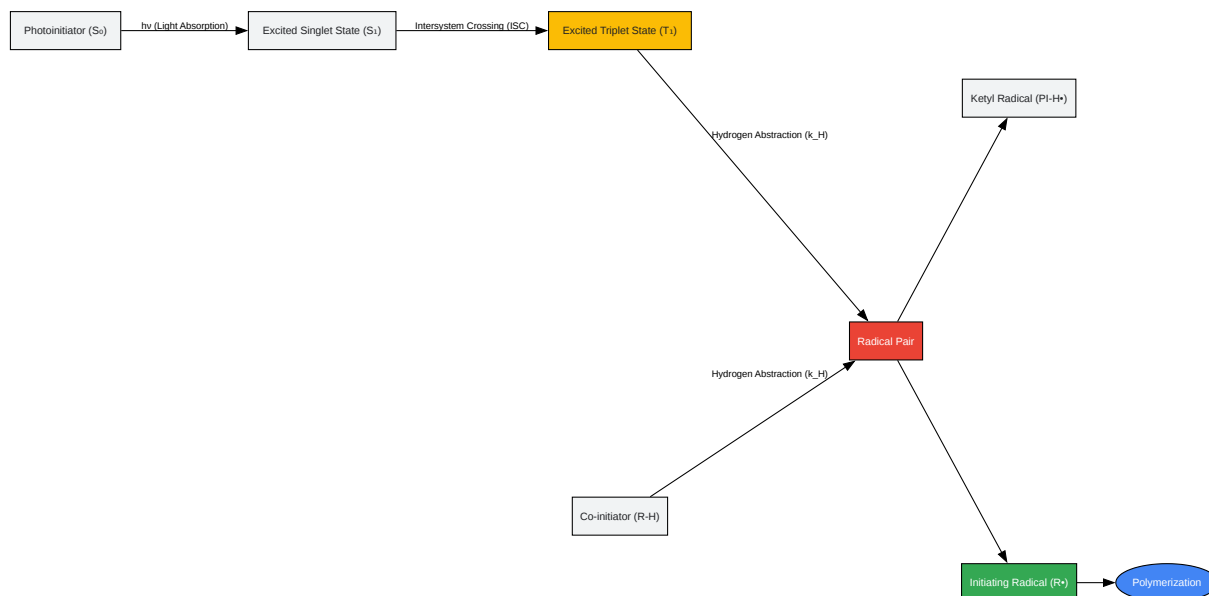 Photoinitiator (S₀)
hν (Light Absorption)
Excited Singlet State (S₁)
Intersystem Crossing (ISC)
Excited Triplet State (T₁)
Ketyl Radical (PI-H•)
Hydrogen Abstraction (k_H)
Radical Pair
Hydrogen Abstraction (k_H)
Co-initiator (R-H)
Initiating Radical (R•)
Polymerization